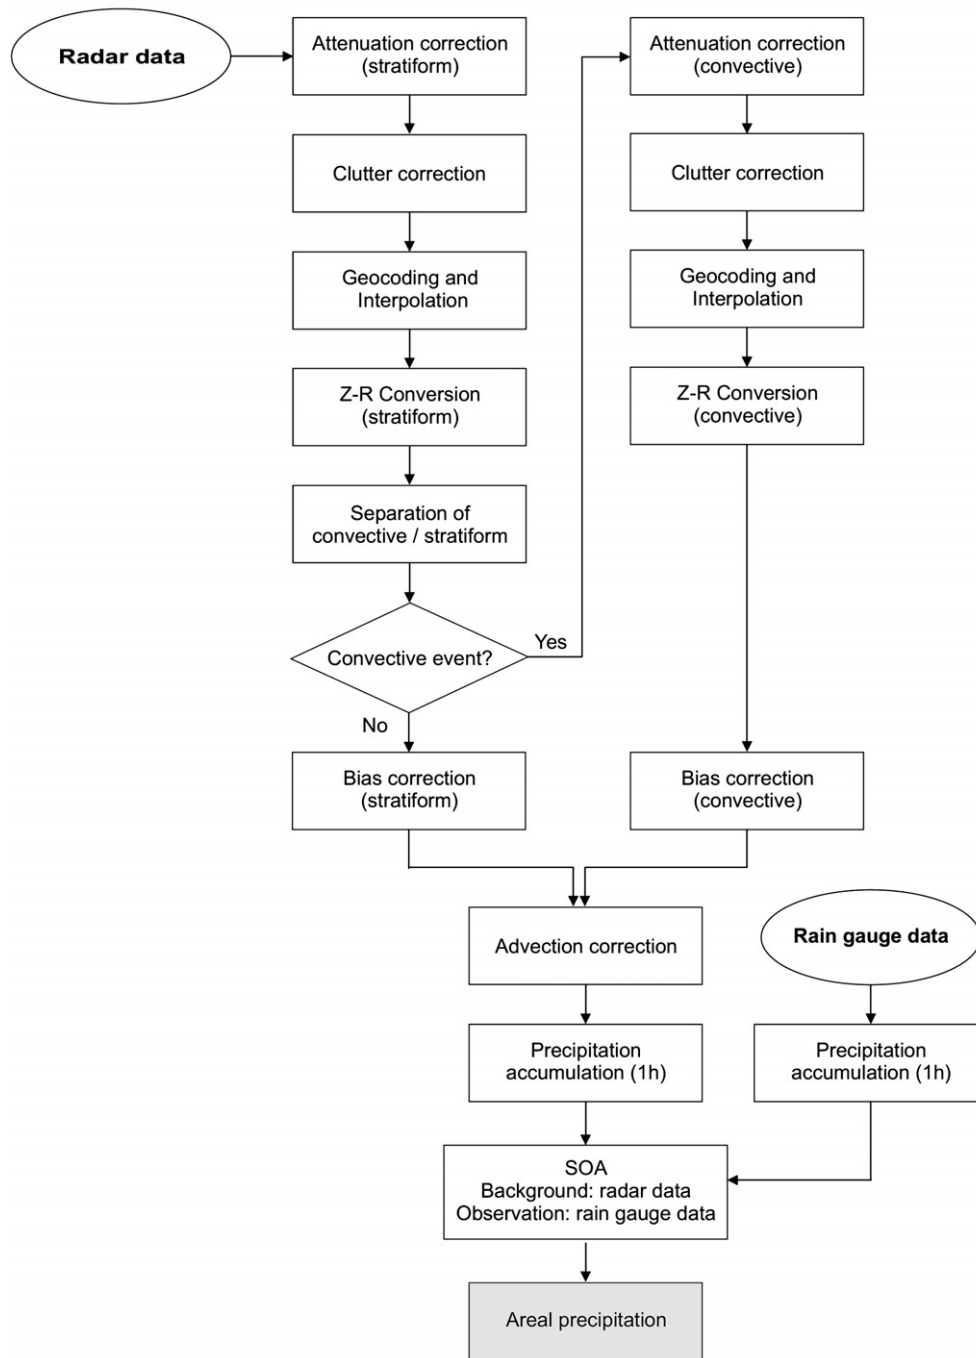 Radar data
Attenuation correction
(stratiform)
Clutter correction
Geocoding and
Interpolation
Z-R Conversion
(stratiform)
Separation of
convective / stratiform
Convective event?
Yes
No
Bias correction
(stratiform)
Attenuation correction
(convective)
Clutter correction
Geocoding and
Interpolation
Z-R Conversion
(convective)
Bias correction
(convective)
Advection correction
Precipitation
accumulation (1h)
Rain gauge data
Precipitation
accumulation (1h)
SOA
Background: radar data
Observation: rain gauge data
Areal precipitation